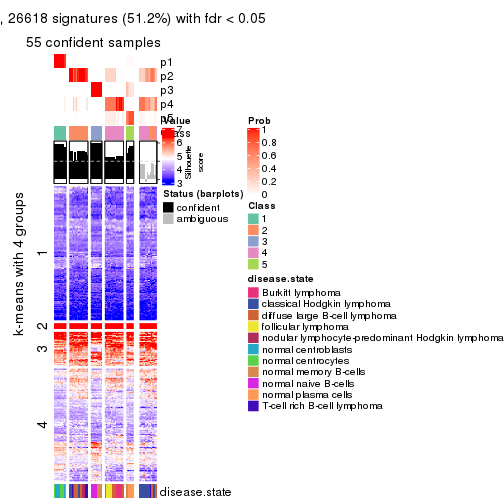 , 26618 signatures (51.2%) with fdr < 0.05
55 confident samples
p1
p2
p3
p4
p5
Class
Value
7
6
5
4
3
Silhouette
score
Prob
1
0.8
0.6
0.4
0.2
0
Status (barplots)
confident
ambiguous
Class
1
2
3
4
5
disease.state
Burkitt lymphoma
classical Hodgkin lymphoma
diffuse large B-cell lymphoma
follicular lymphoma
nodular lymphocyte-predominant Hodgkin lymphoma
normal centroblasts
normal centrocytes
normal memory B-cells
normal naive B-cells
normal plasma cells
T-cell rich B-cell lymphoma
k-means with 4 groups
1
2
3
4
disease.state